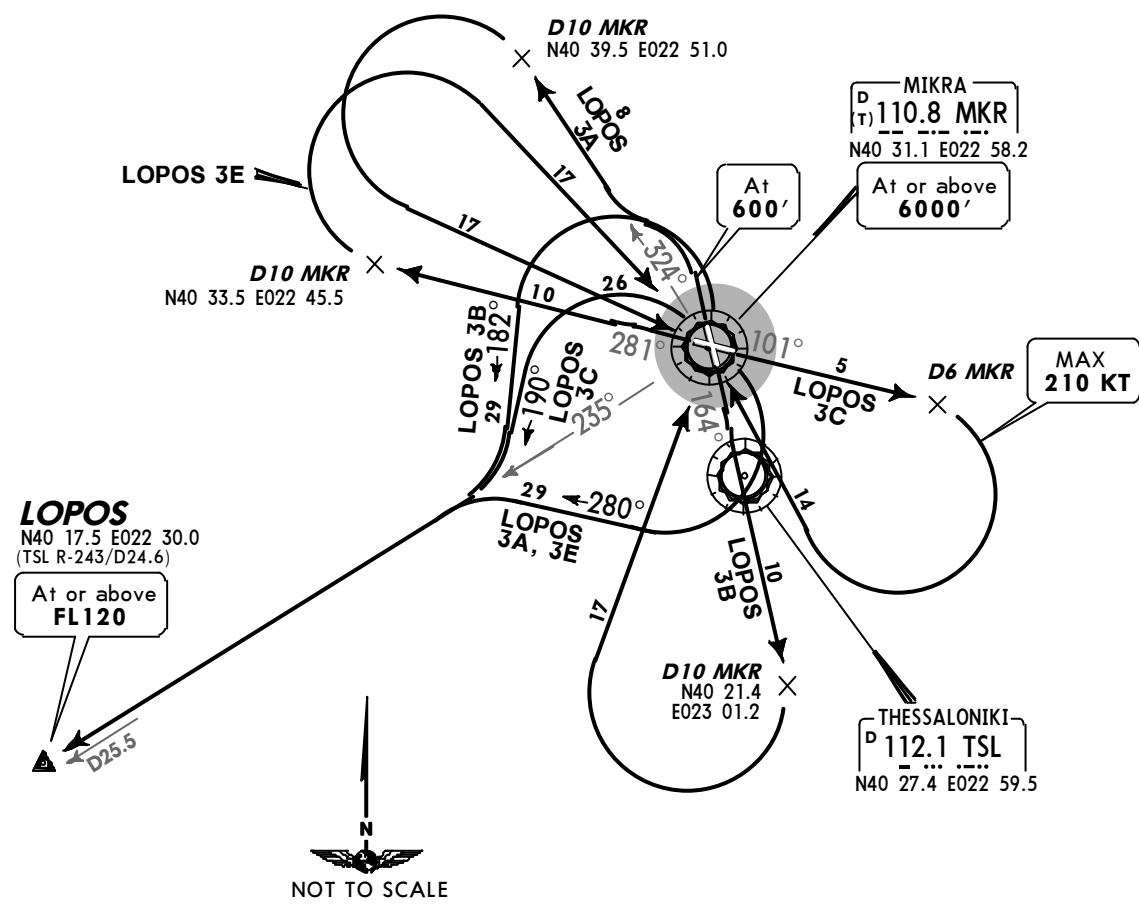 D10 MKR
N40 39.5 E022 51.0
8
LOPOS
3A
MIKRA
D
(T) 110.8 MKR
N40 31.1 E022 58.2
At or above
6000'
At
600'
LOPOS 3E
17
17
324°
D10 MKR
N40 33.5 E022 45.5
10
26
281°
101°
5
LOPOS
3C
D6 MKR
MAX
210 KT
LOPOS 3B
182°
29
190°
LOPOS
3C
235°
164°
29
280°
LOPOS
3A, 3E
14
LOPOS
3B
10
17
LOPOS
N40 17.5 E022 30.0
(TSL R-243/D24.6)
At or above
FL120
D25.5
D10 MKR
N40 21.4
E023 01.2
THESSALONIKI
D 112.1 TSL
N40 27.4 E022 59.5
N
NOT TO SCALE